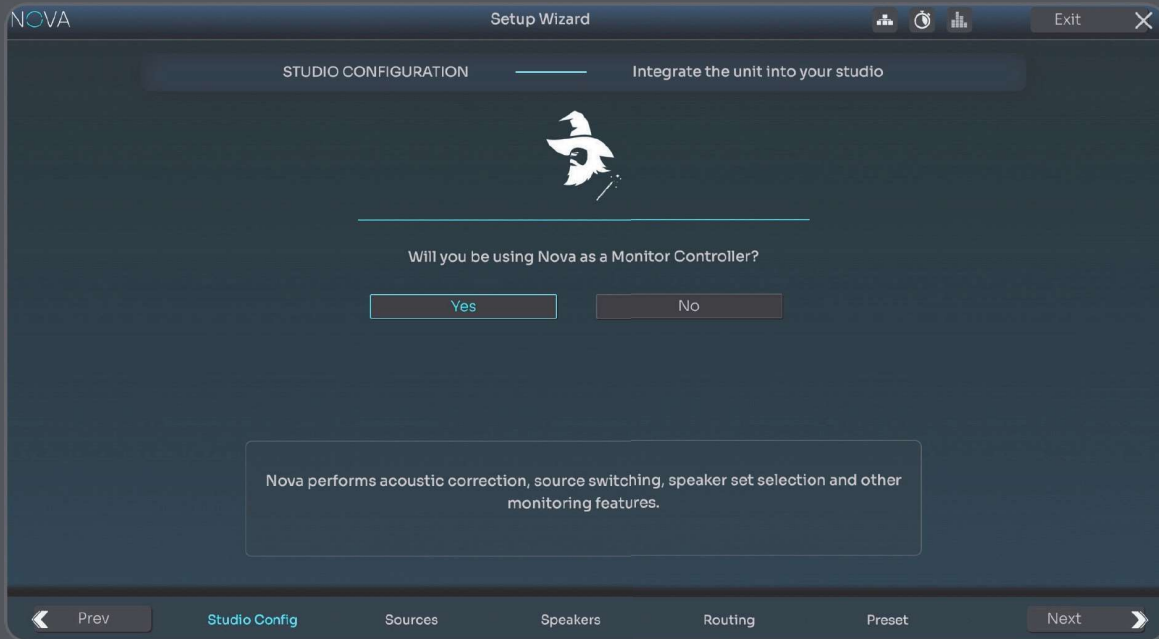 NOVA
Setup Wizard
Exit
STUDIO CONFIGURATION
Integrate the unit into your studio
Will you be using Nova as a Monitor Controller?
Yes
No
Nova performs acoustic correction, source switching, speaker set selection and other
monitoring features.
Prev
Studio Config
Sources
Speakers
Routing
Preset
Next